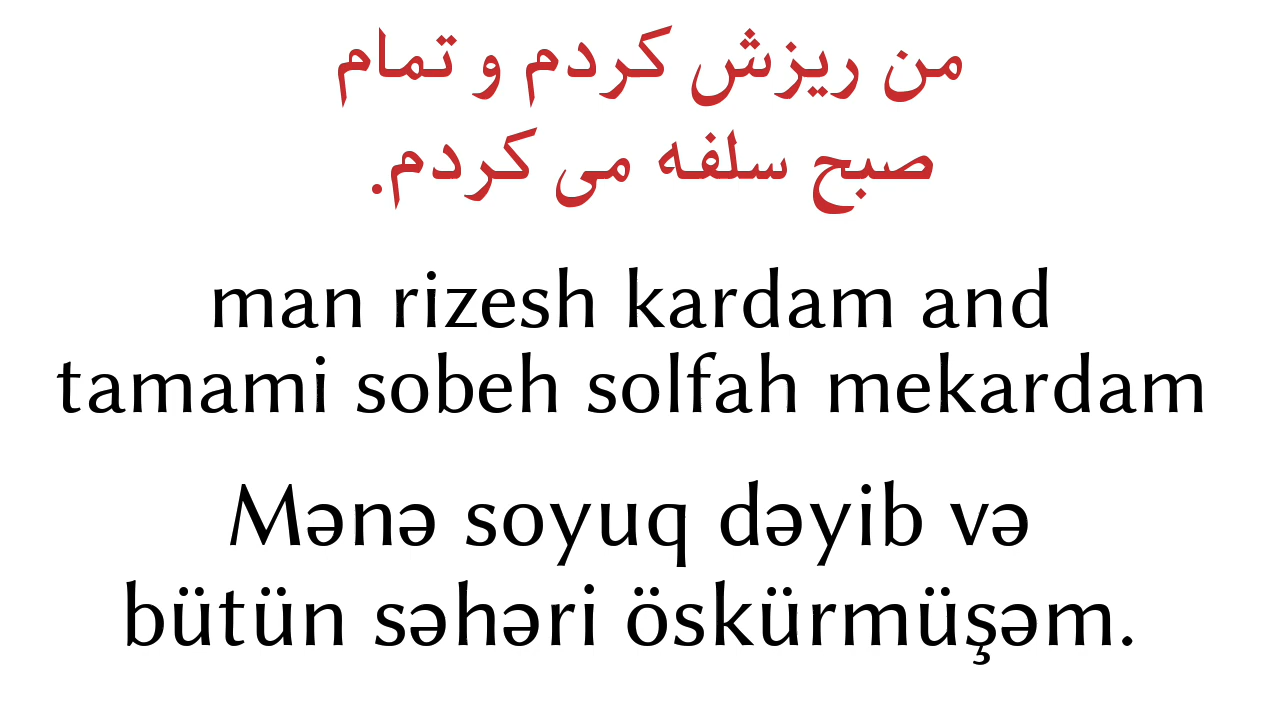 من ریزش کردم و تمام
صبح سلفه می کردم.
man rizesh kardam and
tamami sobeh solfah mekardam
Mənə soyuq dəyib və
bütün səhəri öskürmüşəm.